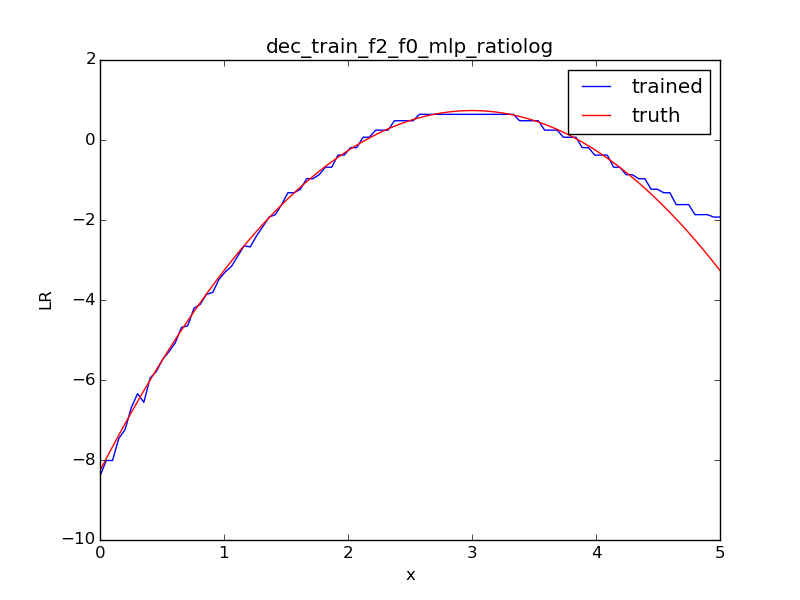 dec_train_f2_f0_mlp_ratiolog
trained
truth
2
0
−2
−4
−6
−8
−10
LR
0 1 2 3 4 5
x